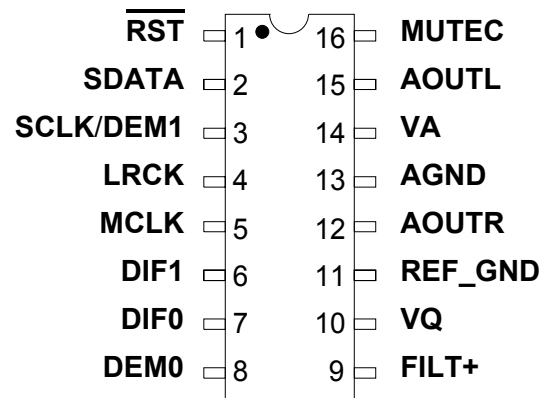 RST 1 16 MUTEC
SDATA 2 15 AOUTL
SCLK/DEM1 3 14 VA
LRCK 4 13 AGND
MCLK 5 12 AOUTR
DIF1 6 11 REF_GND
DIF0 7 10 VQ
DEM0 8 9 FILT+